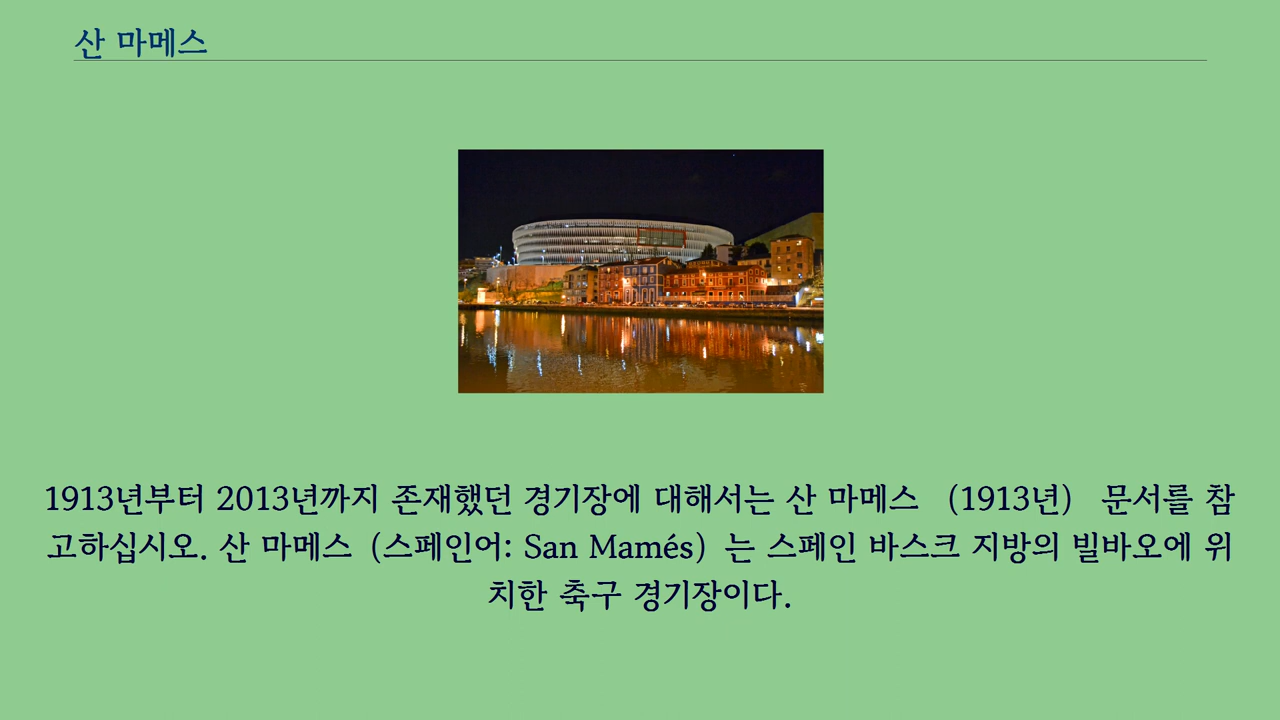 산 마메스
1913년부터 2013년까지 존재했던 경기장에 대해서는 산 마메스 (1913년) 문서를 참
고하십시오. 산 마메스 (스페인어: San Mamés) 는 스페인 바스크 지방의 빌바오에 위
치한 축구 경기장이다.